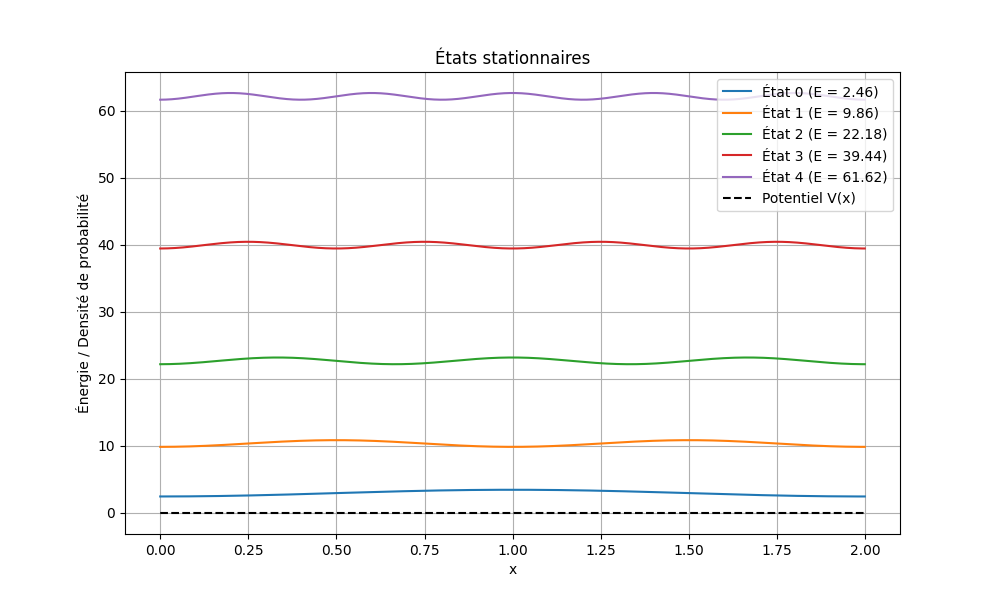 États stationnaires
Énergie / Densité de probabilité
60
50
40
30
20
10
0
État 0 (E = 2.46)
État 1 (E = 9.86)
État 2 (E = 22.18)
État 3 (E = 39.44)
État 4 (E = 61.62)
Potentiel V(x)
0.00 0.25 0.50 0.75 1.00 1.25 1.50 1.75 2.00
x